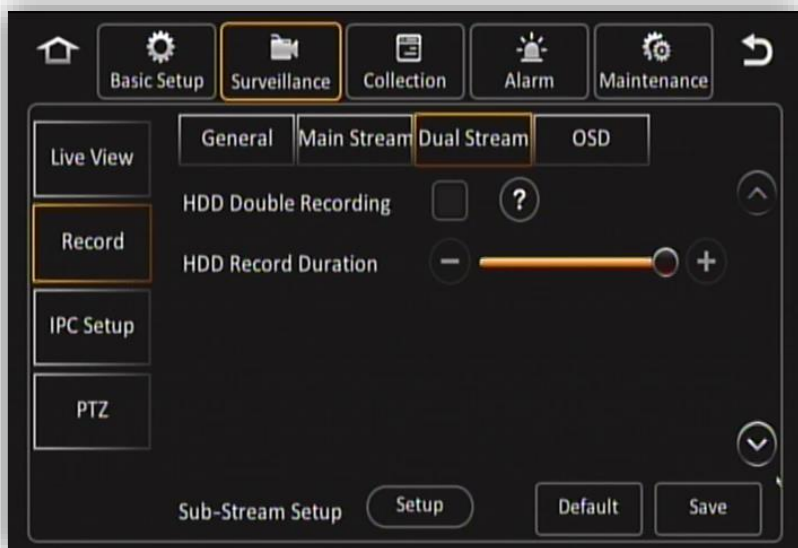 Basic Setup
Surveillance
Collection
Alarm
Maintenance
Live View
Record
IPC Setup
PTZ
General
Main Stream
Dual Stream
OSD
HDD Double Recording
?
HDD Record Duration
− +
Sub-Stream Setup
Setup
Default
Save